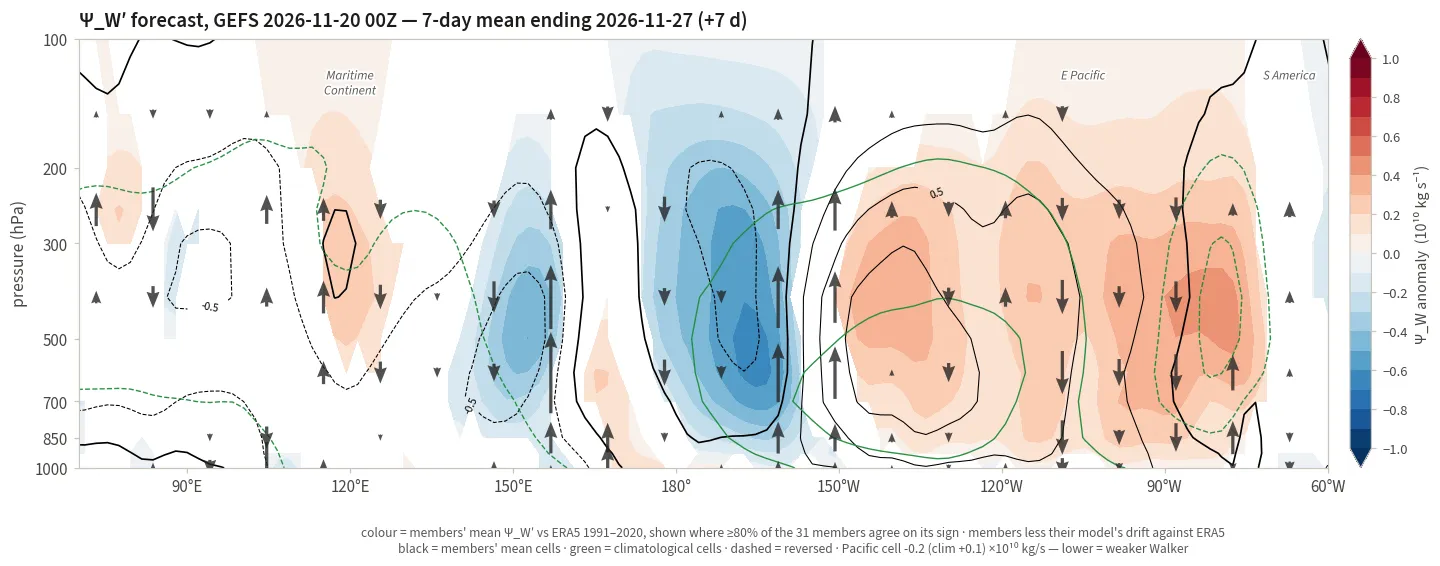 Ψ_W′ forecast, GEFS 2026-11-20 00Z — 7-day mean ending 2026-11-27 (+7 d)
pressure (hPa)
100
200
300
400
500
700
850
1000
Maritime
Continent
E Pacific
S America
0.5
-0.5
-0.5
90°E
120°E
150°E
180°
150°W
120°W
90°W
60°W
1.0
0.8
0.6
0.4
0.2
0.0
−0.2
−0.4
−0.6
−0.8
−1.0
Ψ_W anomaly (10¹⁰ kg s⁻¹)
colour = members' mean Ψ_W′ vs ERA5 1991–2020, shown where ≥80% of the 31 members agree on its sign · members less their model's drift against ERA5
black = members' mean cells · green = climatological cells · dashed = reversed · Pacific cell -0.2 (clim +0.1) ×10¹⁰ kg/s — lower = weaker Walker